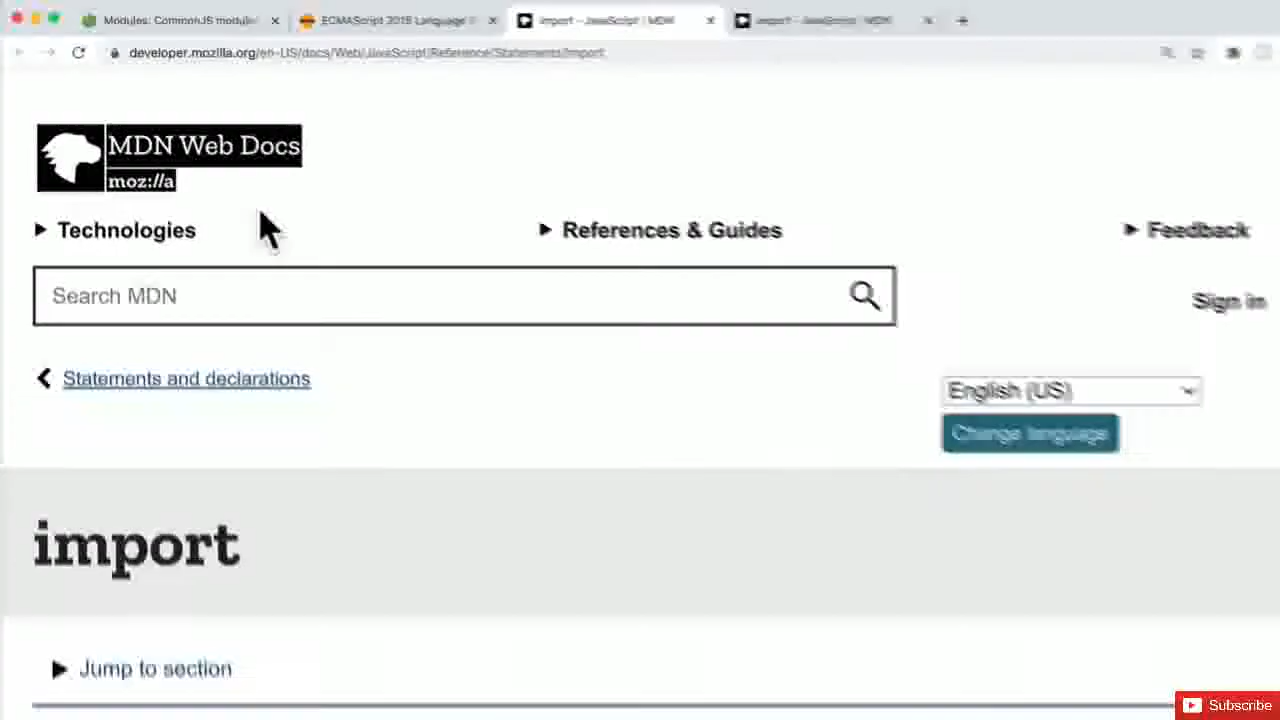 Modules: CommonJS modules
ECMAScript 2015 Language
import - JavaScript | MDN
import - JavaScript | MDN
developer.mozilla.org/en-US/docs/Web/JavaScript/Reference/Statements/import
MDN Web Docs
moz://a
Technologies
References & Guides
Feedback
Search MDN
Sign in
Statements and declarations
English (US)
Change language
import
Jump to section
Subscribe